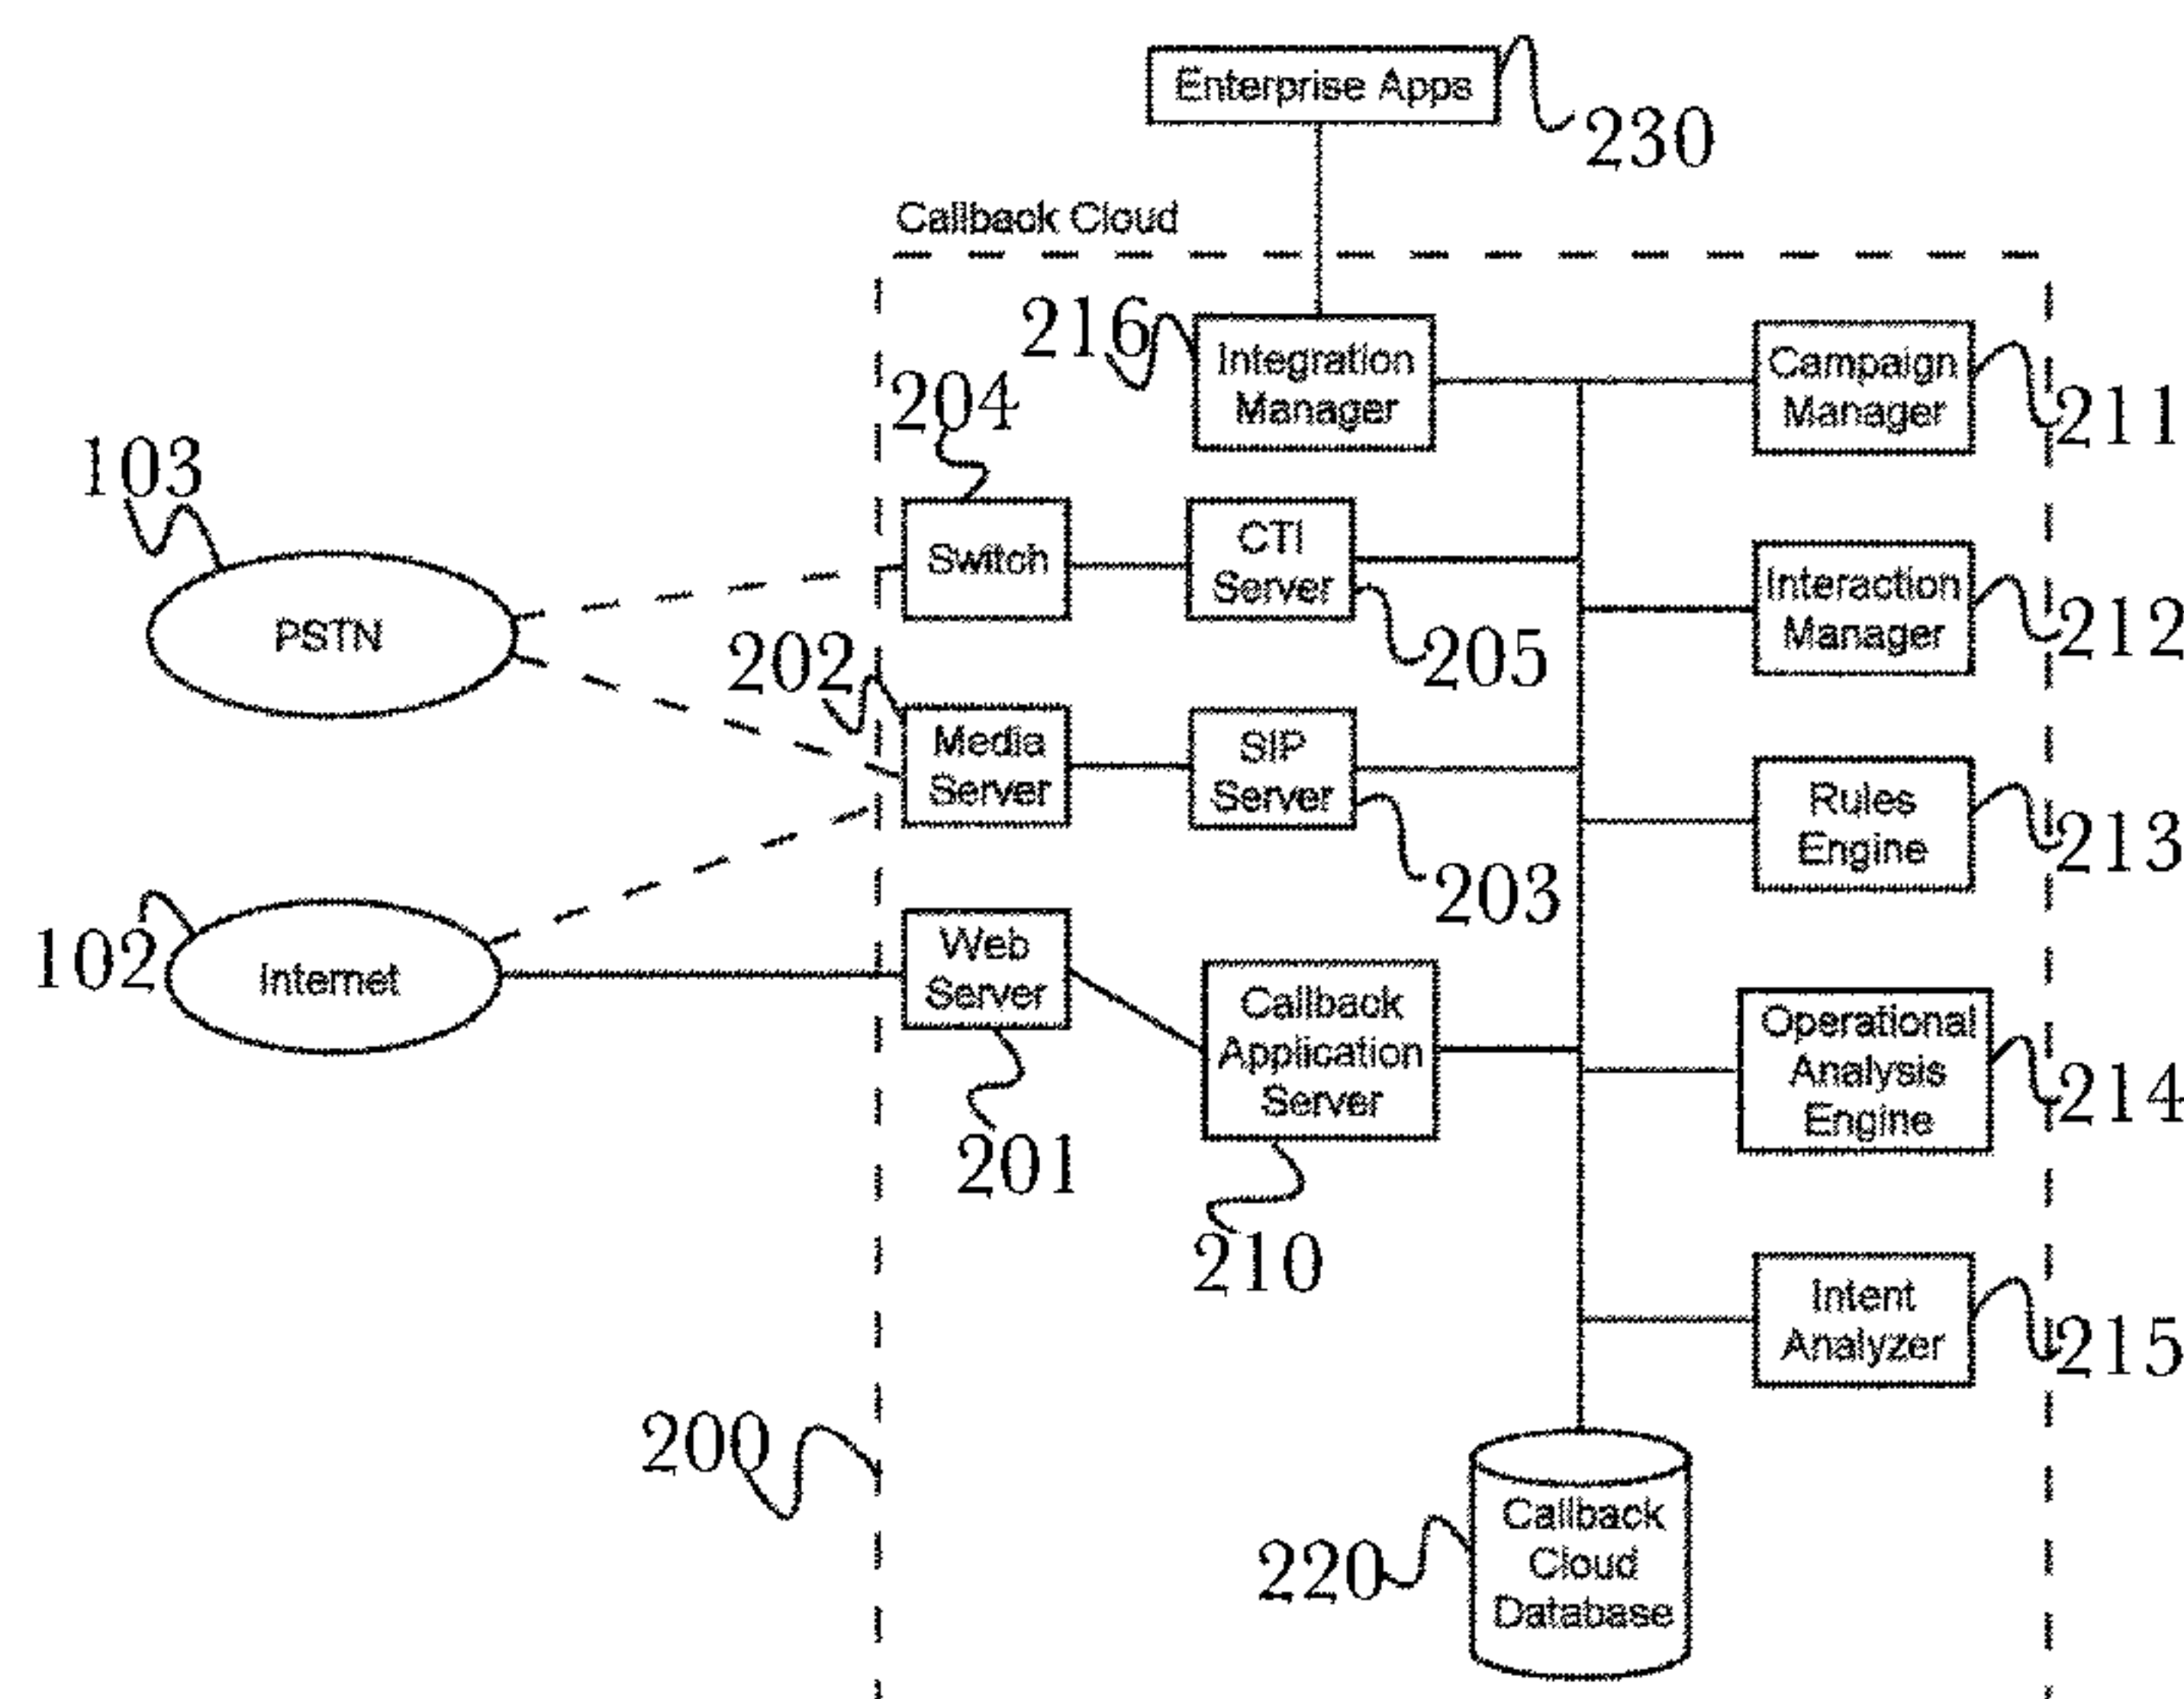 Enterprise Apps
230
Callback Cloud
216
Integration
Manager
Campaign
Manager
211
204
103
Switch
CTI
Server
205
Interaction
Manager
212
PSTN
202
Media
Server
SIP
Server
203
Rules
Engine
213
102
Internet
Web
Server
201
Callback
Application
Server
210
Operational
Analysis
Engine
214
Intent
Analyzer
215
200
220
Callback
Cloud
Database